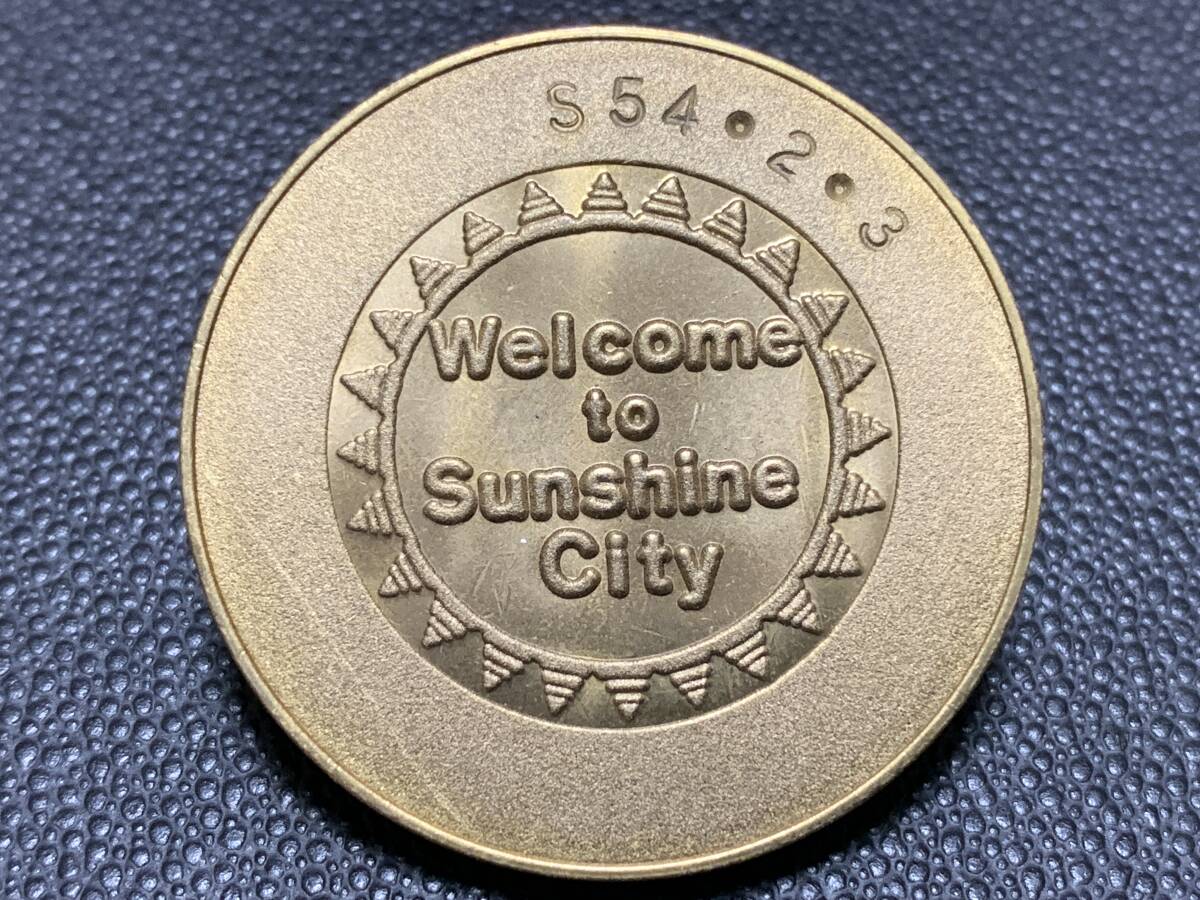 S54・2・3
Welcome
to
Sunshine
City